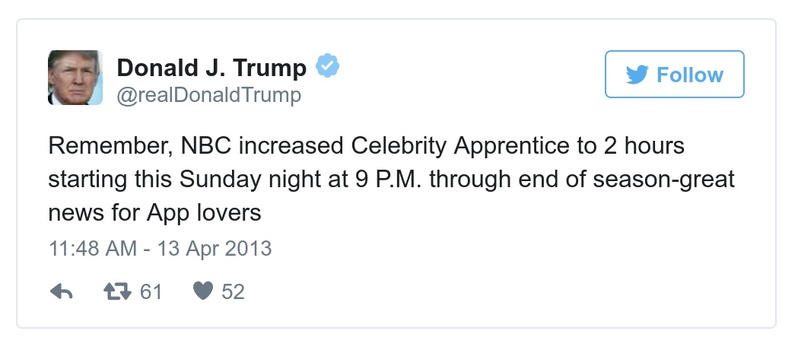 Donald J. Trump
@realDonaldTrump
Follow
Remember, NBC increased Celebrity Apprentice to 2 hours
starting this Sunday night at 9 P.M. through end of season-great
news for App lovers
11:48 AM - 13 Apr 2013
61 52